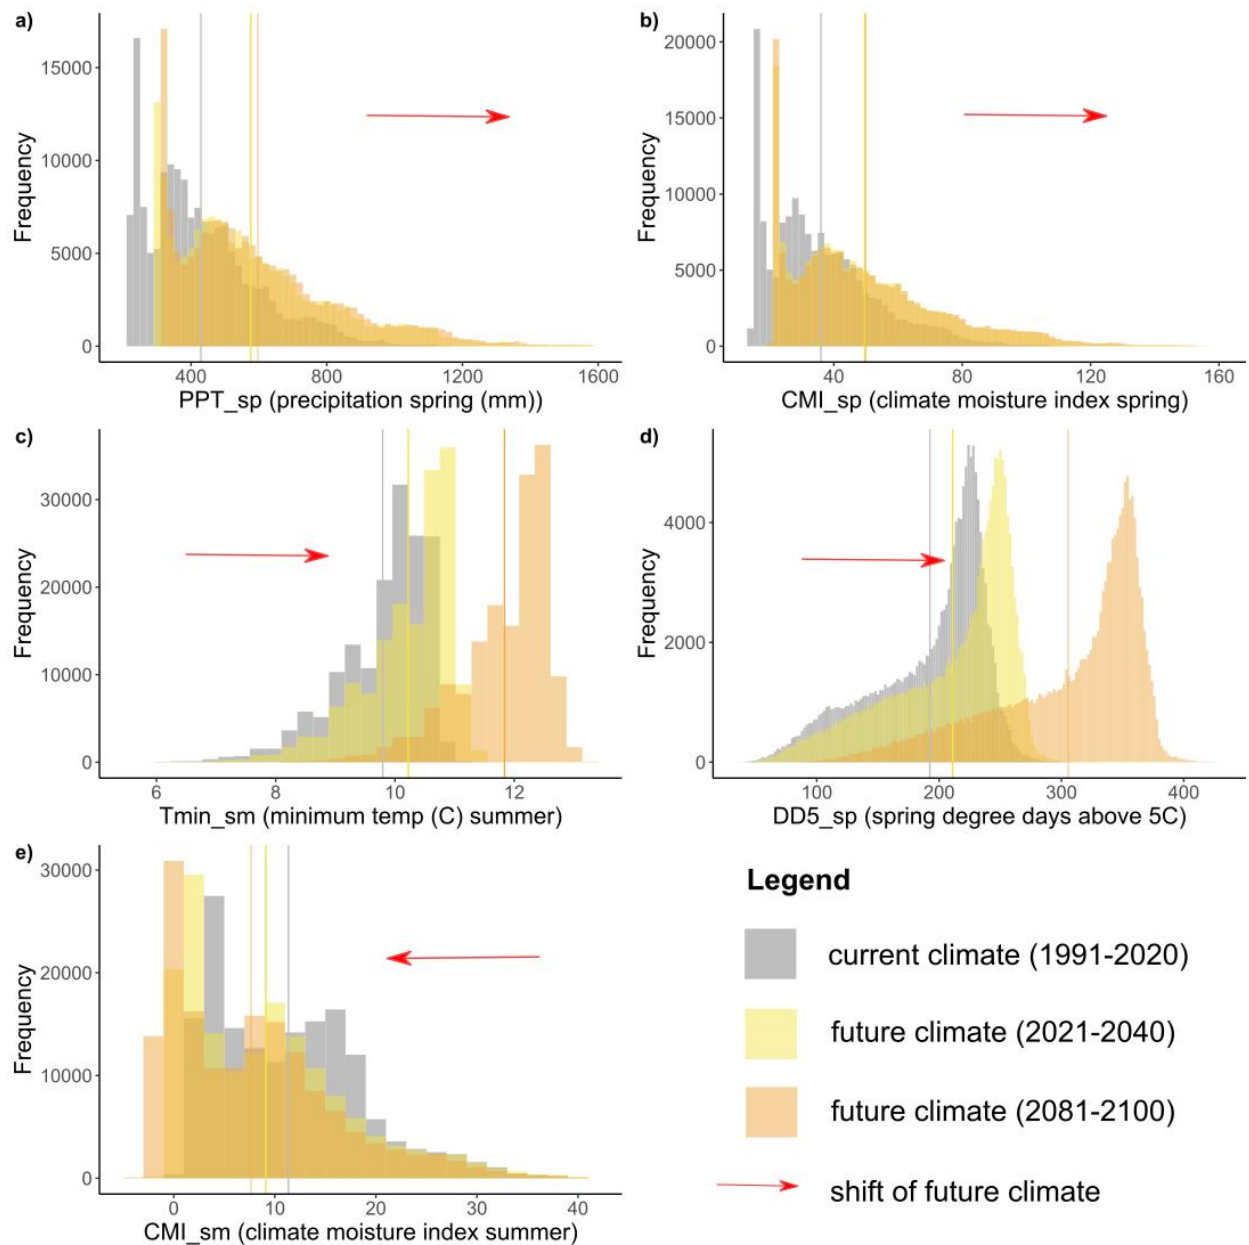 a)
15000
10000
5000
0
Frequency
400 800 1200 1600
PPT_sp (precipitation spring (mm))
b)
20000
15000
10000
5000
0
Frequency
40 80 120 160
CMI_sp (climate moisture index spring)
c)
30000
20000
10000
0
Frequency
6 8 10 12
Tmin_sm (minimum temp (C) summer)
d)
4000
2000
0
Frequency
100 200 300 400
DD5_sp (spring degree days above 5C)
e)
30000
20000
10000
0
Frequency
0 10 20 30 40
CMI_sm (climate moisture index summer)
Legend
current climate (1991-2020)
future climate (2021-2040)
future climate (2081-2100)
shift of future climate